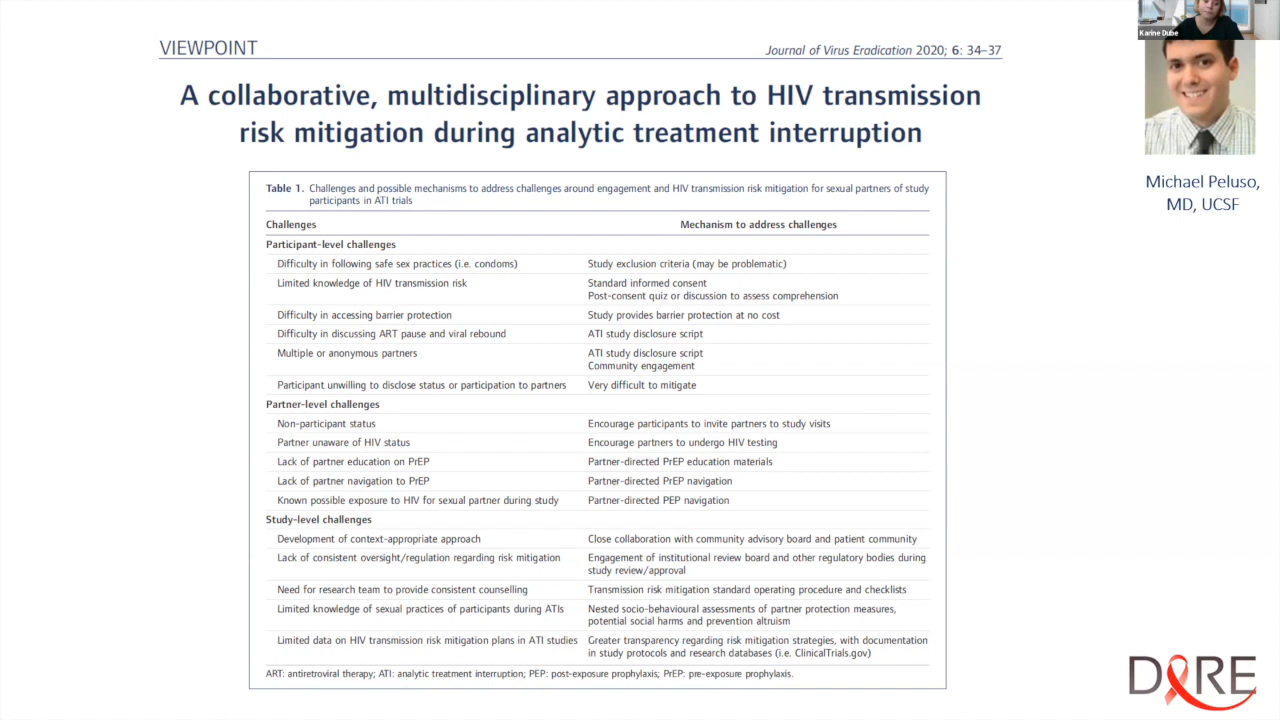 Karine Dube
VIEWPOINT
Journal of Virus Eradication 2020; 6: 34–37
A collaborative, multidisciplinary approach to HIV transmission
risk mitigation during analytic treatment interruption
Michael Peluso,
MD, UCSF
Table 1. Challenges and possible mechanisms to address challenges around engagement and HIV transmission risk mitigation for sexual partners of study
participants in ATI trials
Challenges Mechanism to address challenges
Participant-level challenges
Difficulty in following safe sex practices (i.e. condoms) Study exclusion criteria (may be problematic)
Limited knowledge of HIV transmission risk Standard informed consent
Post-consent quiz or discussion to assess comprehension
Difficulty in accessing barrier protection Study provides barrier protection at no cost
Difficulty in discussing ART pause and viral rebound ATI study disclosure script
Multiple or anonymous partners ATI study disclosure script
Community engagement
Participant unwilling to disclose status or participation to partners Very difficult to mitigate
Partner-level challenges
Non-participant status Encourage participants to invite partners to study visits
Partner unaware of HIV status Encourage partners to undergo HIV testing
Lack of partner education on PrEP Partner-directed PrEP education materials
Lack of partner navigation to PrEP Partner-directed PrEP navigation
Known possible exposure to HIV for sexual partner during study Partner-directed PEP navigation
Study-level challenges
Development of context-appropriate approach Close collaboration with community advisory board and patient community
Lack of consistent oversight/regulation regarding risk mitigation Engagement of institutional review board and other regulatory bodies during
study review/approval
Need for research team to provide consistent counselling Transmission risk mitigation standard operating procedure and checklists
Limited knowledge of sexual practices of participants during ATIs Nested socio-behavioural assessments of partner protection measures,
potential social harms and prevention altruism
Limited data on HIV transmission risk mitigation plans in ATI studies Greater transparency regarding risk mitigation strategies, with documentation
in study protocols and research databases (i.e. ClinicalTrials.gov)
ART: antiretroviral therapy; ATI: analytic treatment interruption; PEP: post-exposure prophylaxis; PrEP: pre-exposure prophylaxis.
DARE